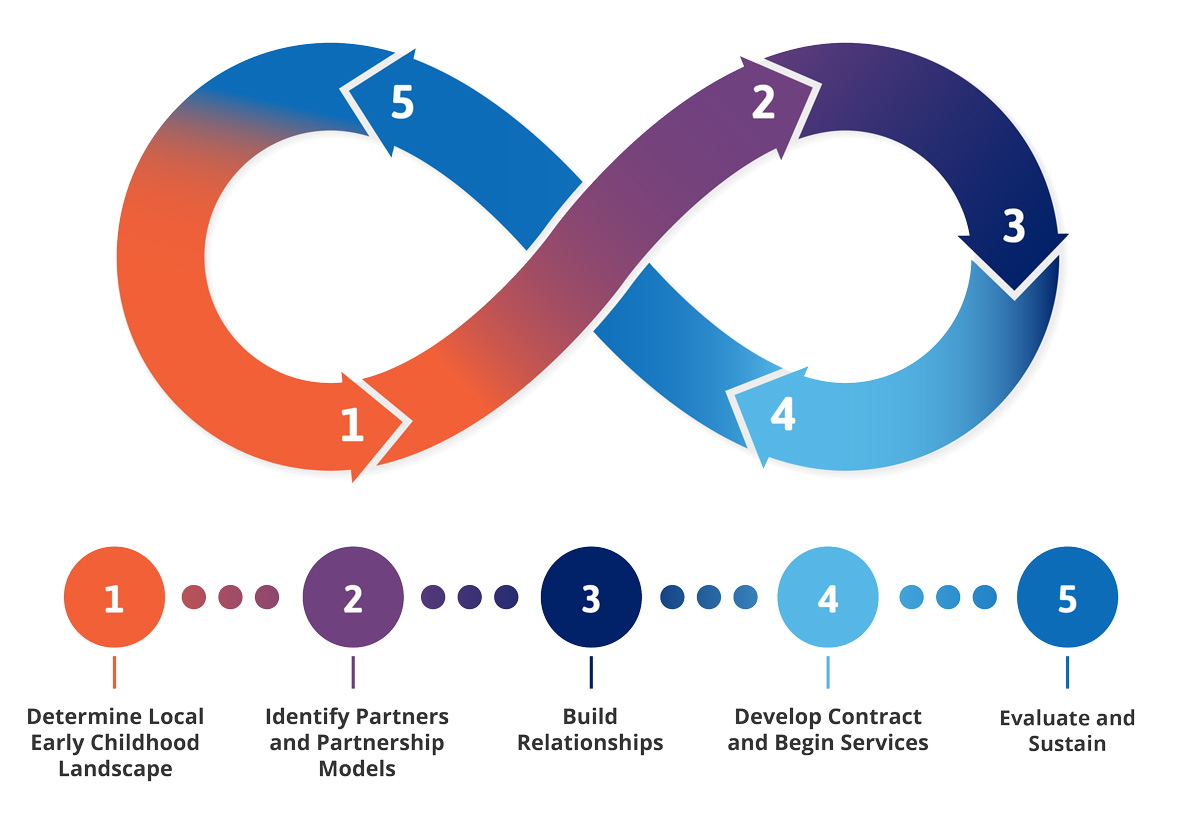 5
2
3
1
4
1
2
3
4
5
Determine Local
Early Childhood
Landscape
Identify Partners
and Partnership
Models
Build
Relationships
Develop Contract
and Begin Services
Evaluate and
Sustain